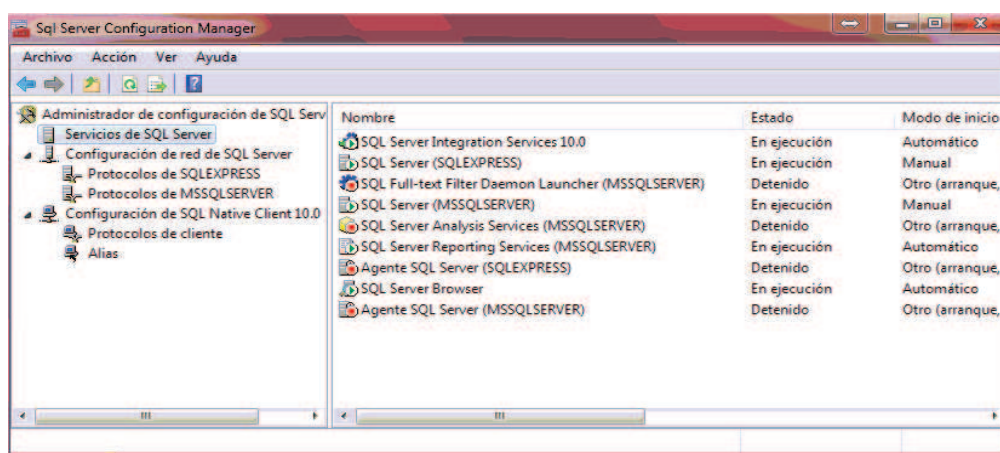 Sql Server Configuration Manager
Archivo Acción Ver Ayuda
Administrador de configuración de SQL Serv
Servicios de SQL Server
Configuración de red de SQL Server
Protocolos de SQLEXPRESS
Protocolos de MSSQLSERVER
Configuración de SQL Native Client 10.0
Protocolos de cliente
Alias
Nombre Estado Modo de inicio
SQL Server Integration Services 10.0 En ejecución Automático
SQL Server (SQLEXPRESS) En ejecución Manual
SQL Full-text Filter Daemon Launcher (MSSQLSERVER) Detenido Otro (arranque,
SQL Server (MSSQLSERVER) En ejecución Manual
SQL Server Analysis Services (MSSQLSERVER) Detenido Otro (arranque,
SQL Server Reporting Services (MSSQLSERVER) En ejecución Automático
Agente SQL Server (SQLEXPRESS) Detenido Otro (arranque,
SQL Server Browser En ejecución Automático
Agente SQL Server (MSSQLSERVER) Detenido Otro (arranque,